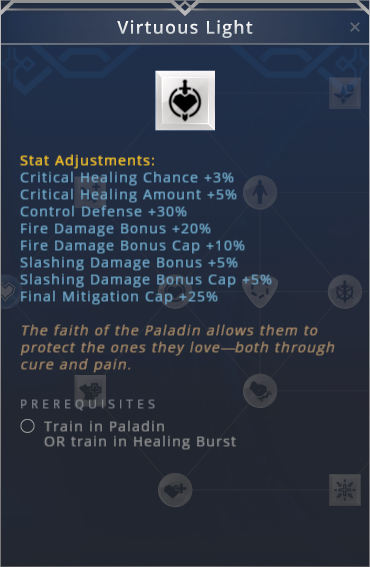 Virtuous Light
Stat Adjustments:
Critical Healing Chance +3%
Critical Healing Amount +5%
Control Defense +30%
Fire Damage Bonus +20%
Fire Damage Bonus Cap +10%
Slashing Damage Bonus +5%
Slashing Damage Bonus Cap +5%
Final Mitigation Cap +25%
The faith of the Paladin allows them to
protect the ones they love—both through
cure and pain.
PREREQUISITES
Train in Paladin
OR train in Healing Burst